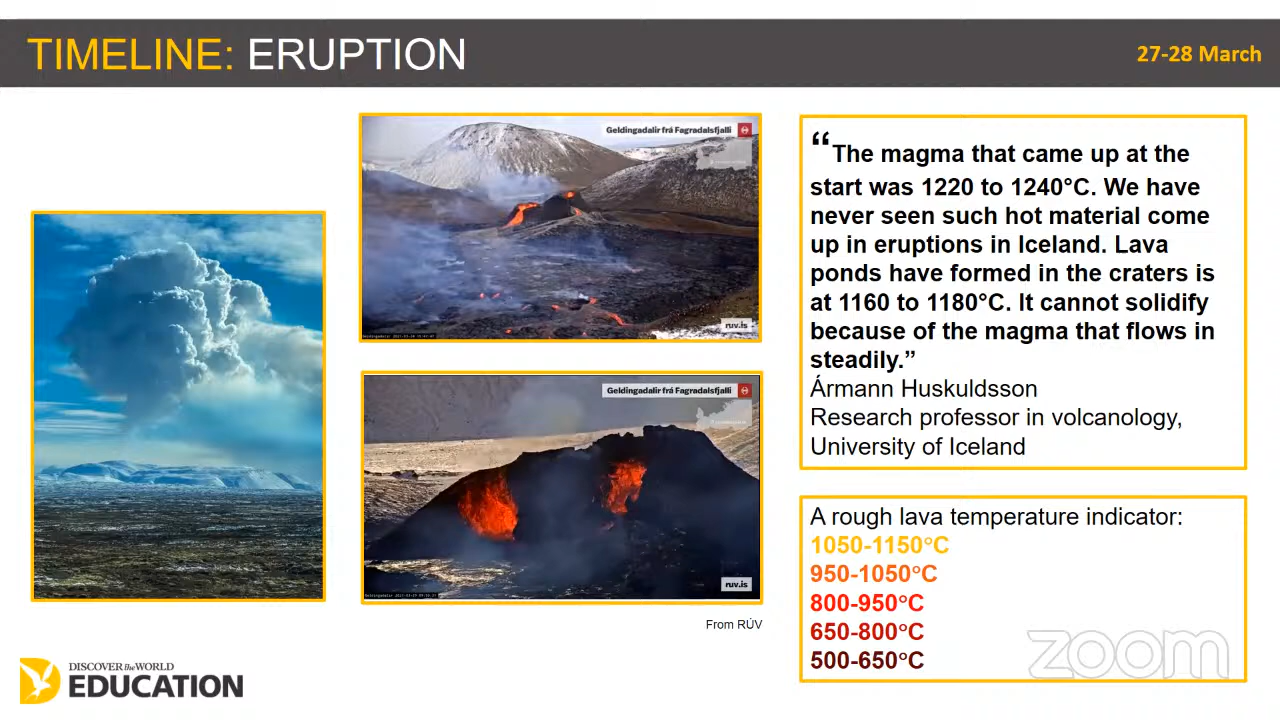 TIMELINE: ERUPTION
27-28 March
Geldingadalir frá Fagradalsfjalli
ruv.is
Geldingadalir frá Fagradalsfjalli
ruv.is
From RÚV
“The magma that came up at the
start was 1220 to 1240°C. We have
never seen such hot material come
up in eruptions in Iceland. Lava
ponds have formed in the craters is
at 1160 to 1180°C. It cannot solidify
because of the magma that flows in
steadily.”
Ármann Huskuldsson
Research professor in volcanology,
University of Iceland
A rough lava temperature indicator:
1050-1150°C
950-1050°C
800-950°C
650-800°C
500-650°C
zoom
DISCOVER the WORLD
EDUCATION